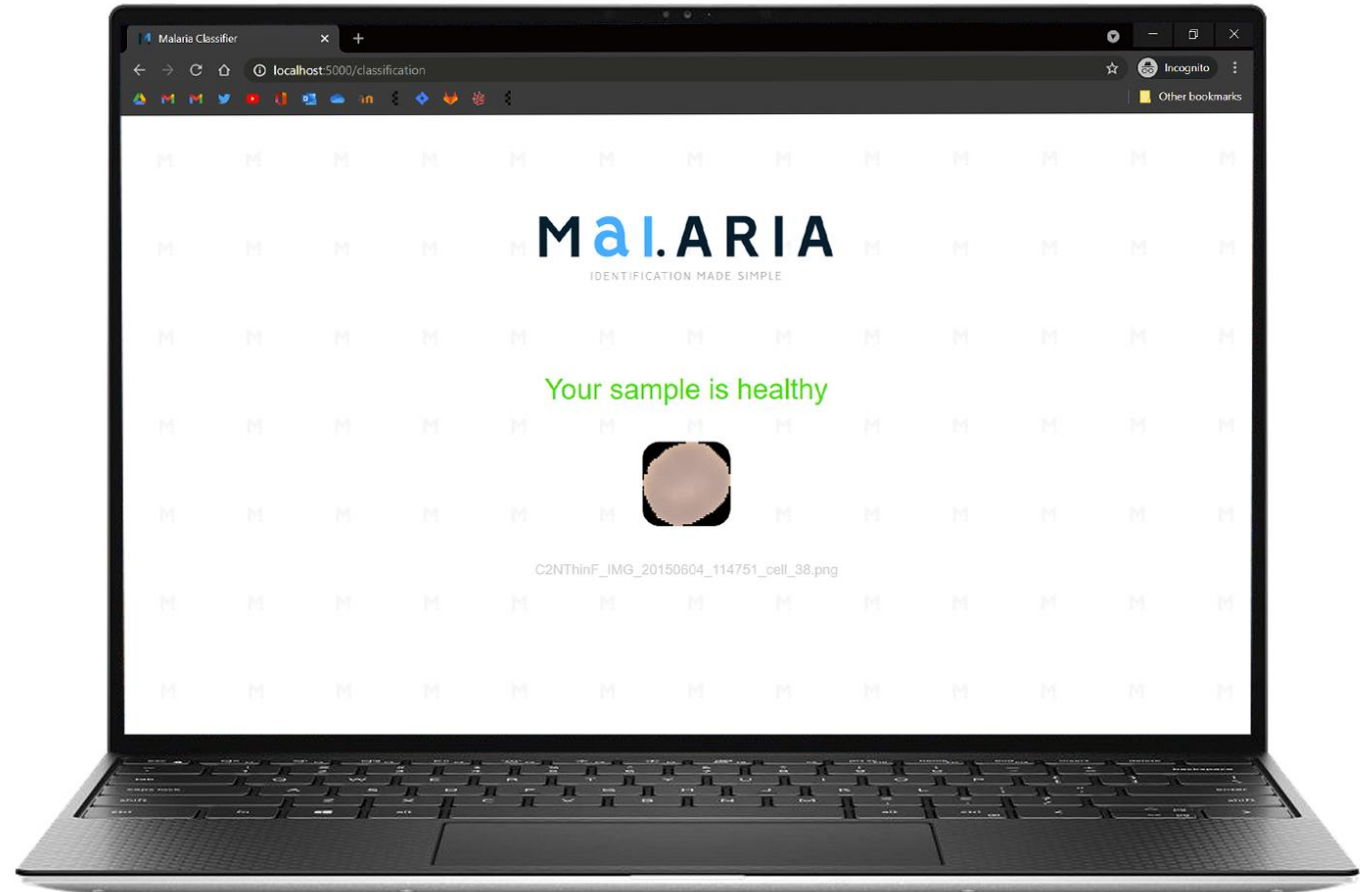 Malaria Classifier
localhost:5000/classification
Incognito
Other bookmarks
MaI.ARIA
IDENTIFICATION MADE SIMPLE
Your sample is healthy
C2NThinF_IMG_20150604_114751_cell_38.png